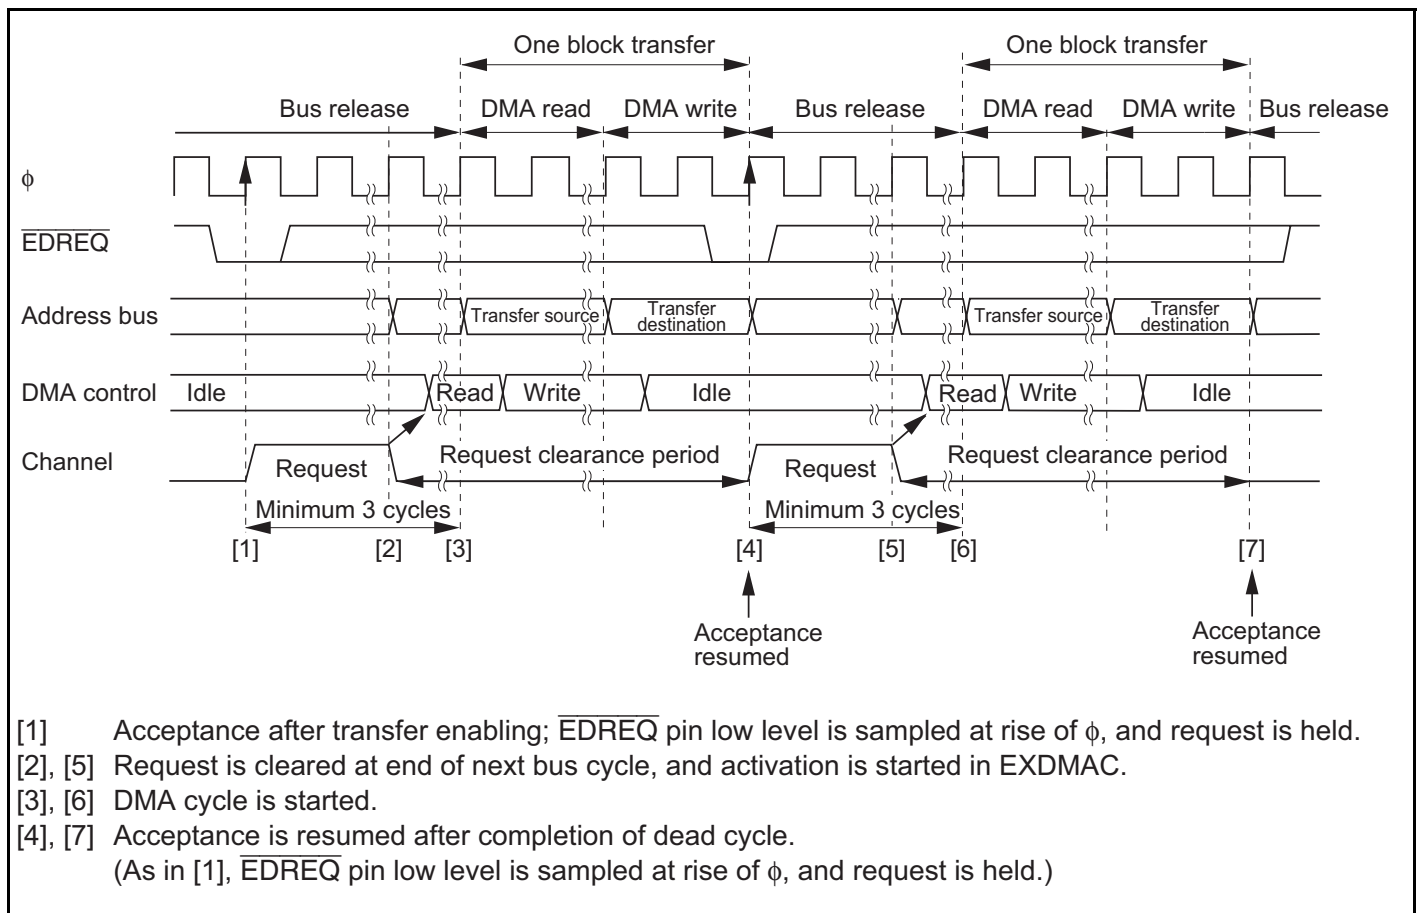 One block transfer One block transfer
Bus release DMA read DMA write Bus release DMA read DMA write Bus release
ϕ
EDREQ
Address bus Transfer source Transfer destination Transfer source Transfer destination
DMA control Idle Read Write Idle Read Write Idle
Channel Request Request clearance period Request Request clearance period
Minimum 3 cycles Minimum 3 cycles
[1] [2] [3] [4] [5] [6] [7]
Acceptance resumed Acceptance resumed
[1] Acceptance after transfer enabling; EDREQ pin low level is sampled at rise of ϕ, and request is held.
[2], [5] Request is cleared at end of next bus cycle, and activation is started in EXDMAC.
[3], [6] DMA cycle is started.
[4], [7] Acceptance is resumed after completion of dead cycle.
(As in [1], EDREQ pin low level is sampled at rise of ϕ, and request is held.)